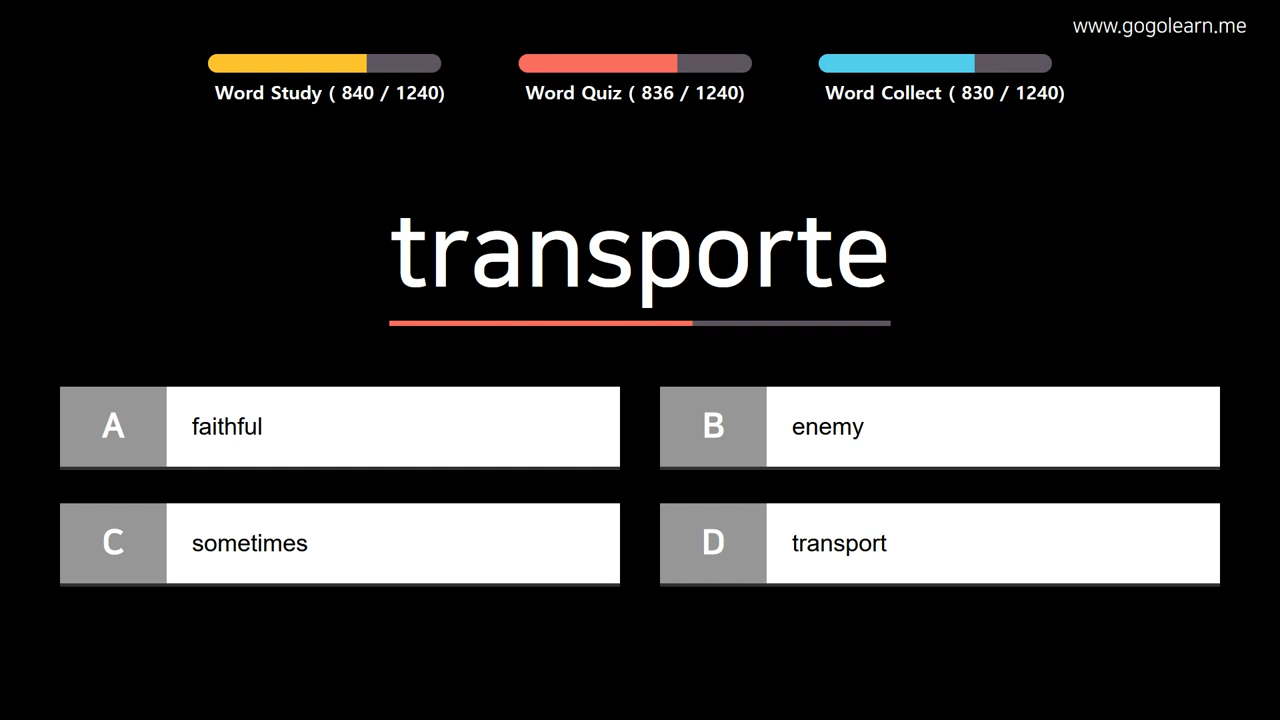 www.gogolearn.me
Word Study ( 840 / 1240)
Word Quiz ( 836 / 1240)
Word Collect ( 830 / 1240)
transporte
A faithful
B enemy
C sometimes
D transport